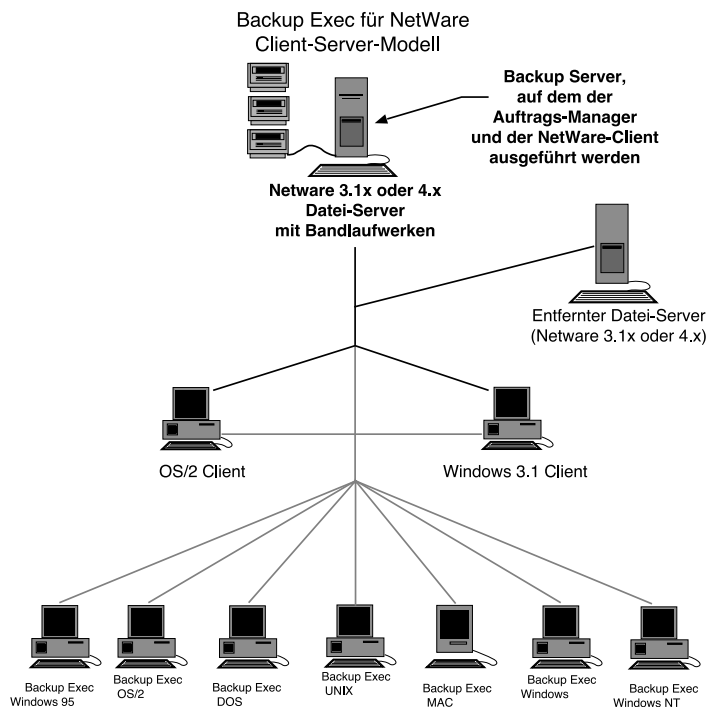 Backup Exec für NetWare
Client-Server-Modell
Backup Server,
auf dem der
Auftrags-Manager
und der NetWare-Client
ausgeführt werden
Netware 3.1x oder 4.x
Datei-Server
mit Bandlaufwerken
Entfernter Datei-Server
(Netware 3.1x oder 4.x)
OS/2 Client
Windows 3.1 Client
Backup Exec
Windows 95
Backup Exec
OS/2
Backup Exec
DOS
Backup Exec
UNIX
Backup Exec
MAC
Backup Exec
Windows
Backup Exec
Windows NT